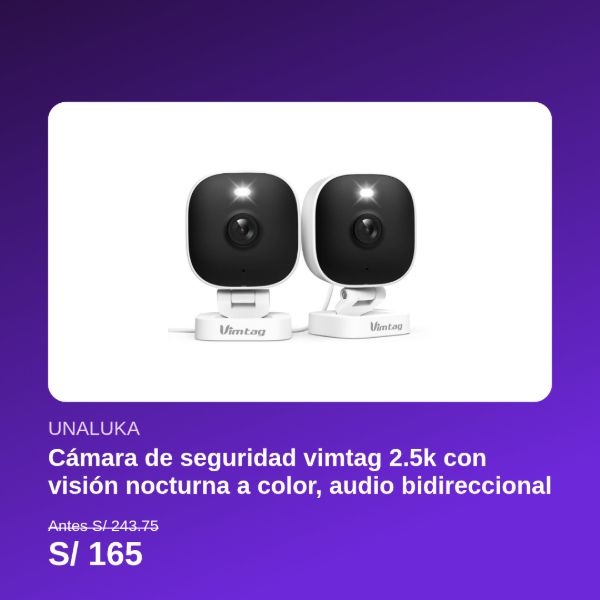 Vimtag Vimtag
UNALUKA
Cámara de seguridad vimtag 2.5k con
visión nocturna a color, audio bidireccional
Antes S/ 243.75
S/ 165